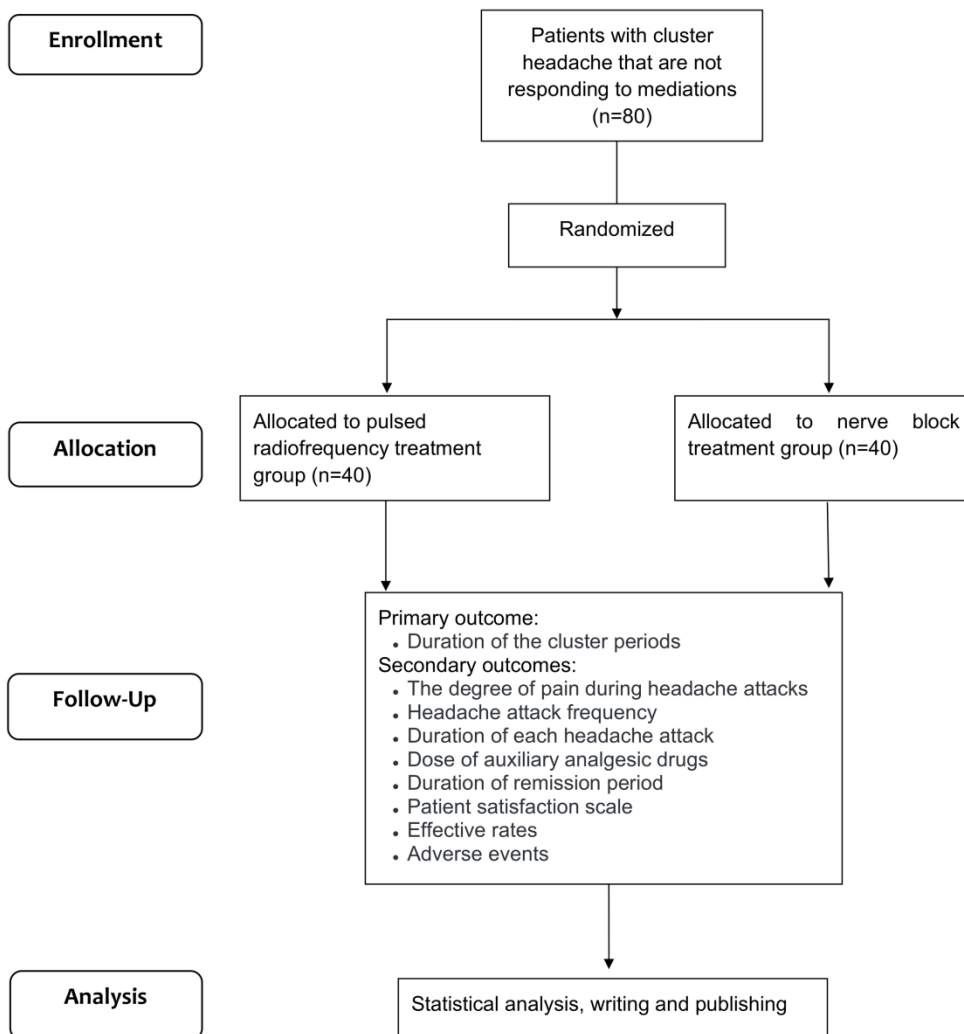 Enrollment
Patients with cluster
headache that are not
responding to mediations
(n=80)
Randomized
Allocation
Allocated to pulsed
radiofrequency treatment
group (n=40)
Allocated to nerve block
treatment group (n=40)
Follow-Up
Primary outcome:
• Duration of the cluster periods
Secondary outcomes:
• The degree of pain during headache attacks
• Headache attack frequency
• Duration of each headache attack
• Dose of auxiliary analgesic drugs
• Duration of remission period
• Patient satisfaction scale
• Effective rates
• Adverse events
Analysis
Statistical analysis, writing and publishing